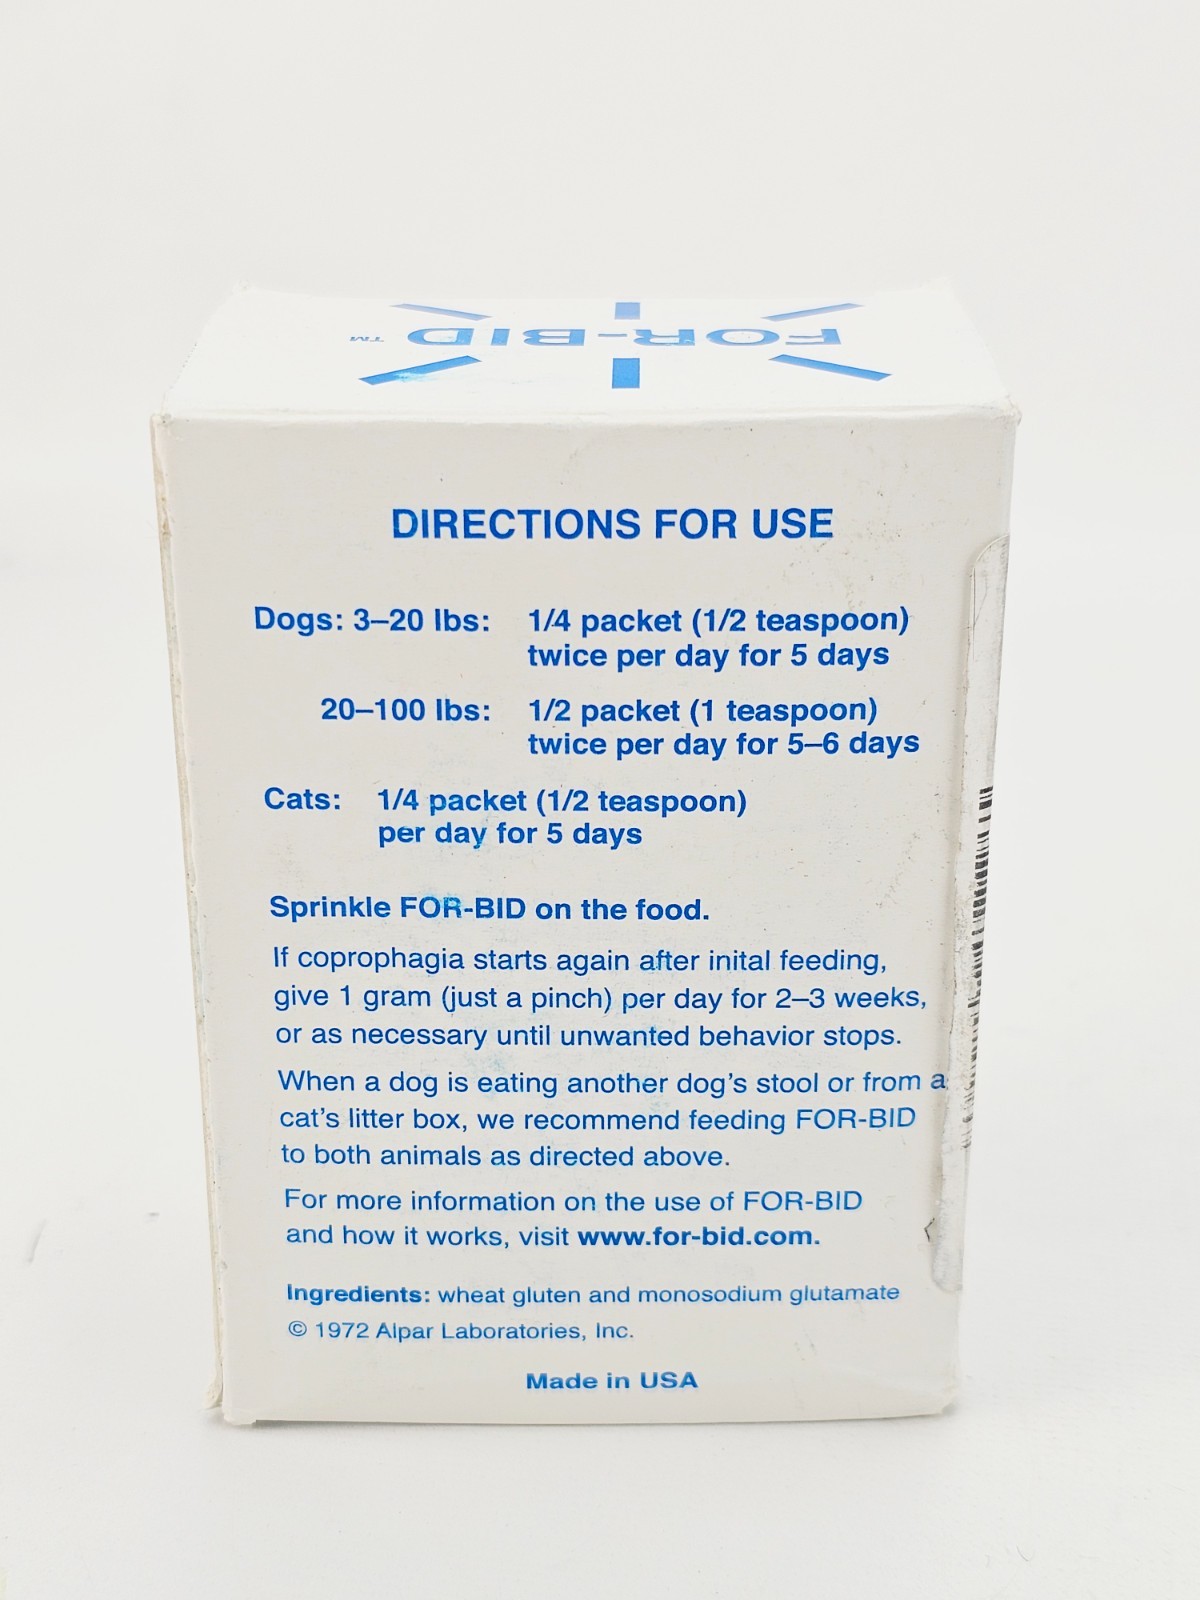 FOR-BID™
DIRECTIONS FOR USE
Dogs: 3–20 lbs: 1/4 packet (1/2 teaspoon)
twice per day for 5 days
20–100 lbs: 1/2 packet (1 teaspoon)
twice per day for 5–6 days
Cats: 1/4 packet (1/2 teaspoon)
per day for 5 days
Sprinkle FOR-BID on the food.
If coprophagia starts again after inital feeding,
give 1 gram (just a pinch) per day for 2–3 weeks,
or as necessary until unwanted behavior stops.
When a dog is eating another dog's stool or from a
cat's litter box, we recommend feeding FOR-BID
to both animals as directed above.
For more information on the use of FOR-BID
and how it works, visit www.for-bid.com.
Ingredients: wheat gluten and monosodium glutamate
© 1972 Alpar Laboratories, Inc.
Made in USA